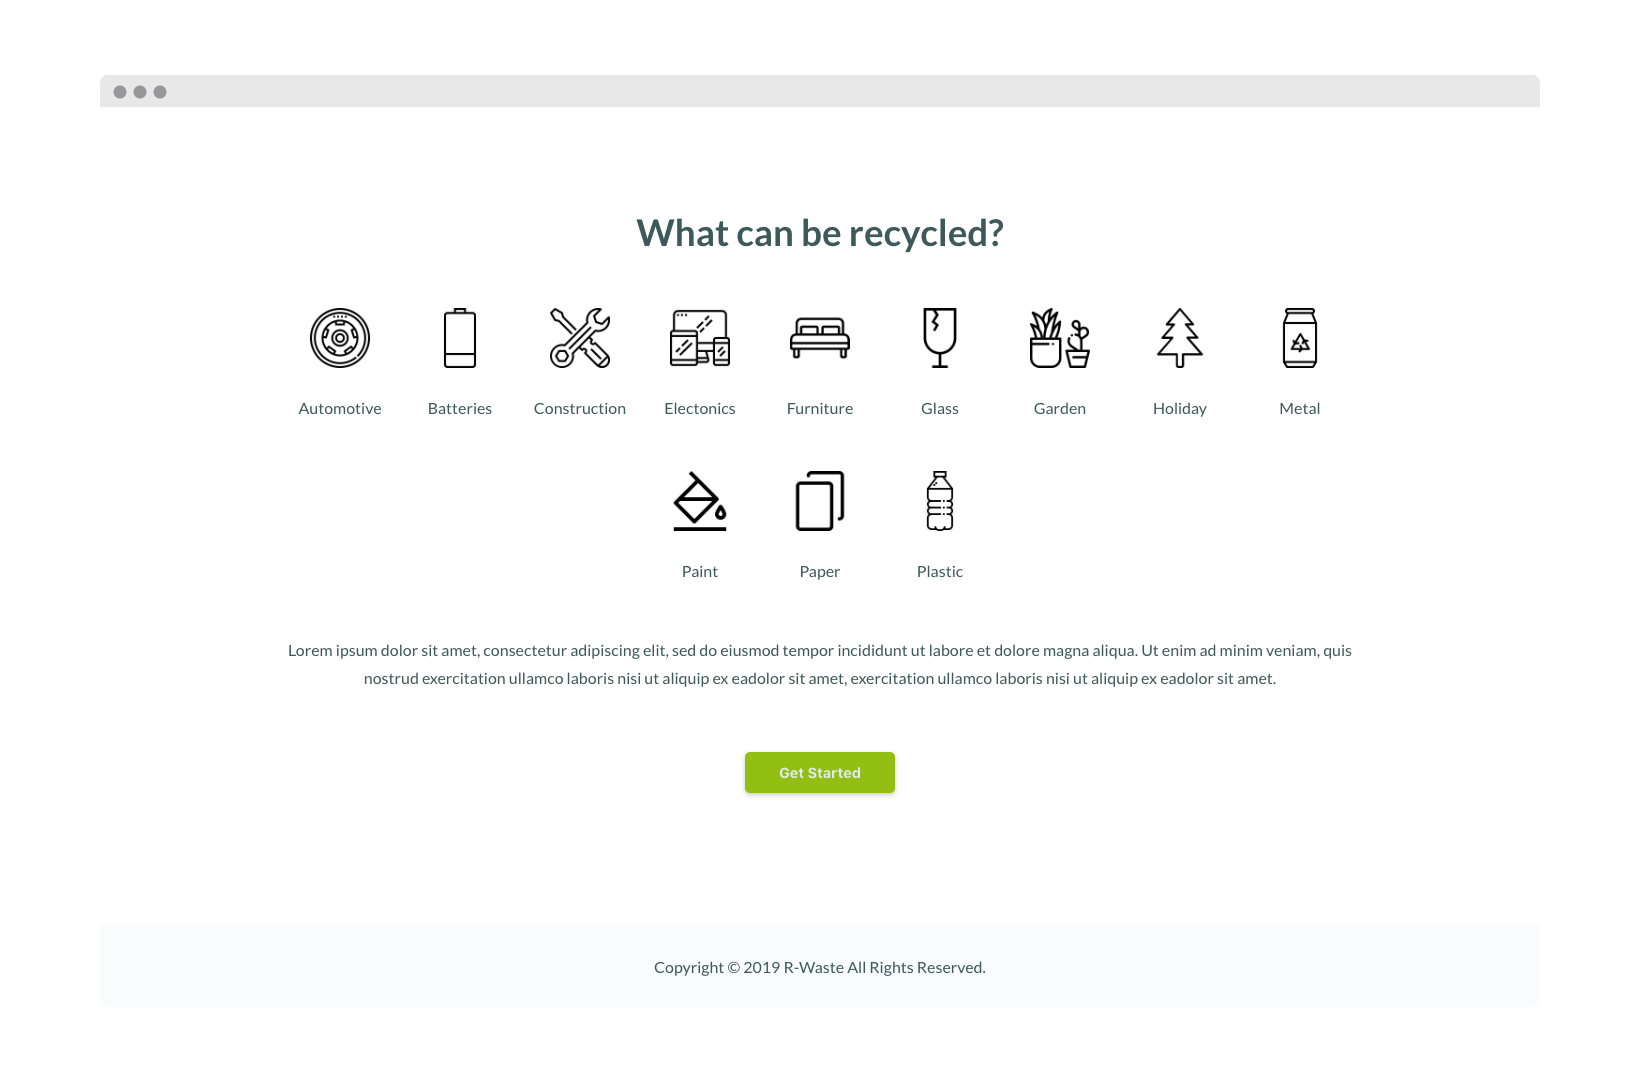 What can be recycled?
Automotive Batteries Construction Electonics Furniture Glass Garden Holiday Metal
Paint Paper Plastic
Lorem ipsum dolor sit amet, consectetur adipiscing elit, sed do eiusmod tempor incididunt ut labore et dolore magna aliqua. Ut enim ad minim veniam, quis
nostrud exercitation ullamco laboris nisi ut aliquip ex eadolor sit amet, exercitation ullamco laboris nisi ut aliquip ex eadolor sit amet.
Get Started
Copyright © 2019 R-Waste All Rights Reserved.